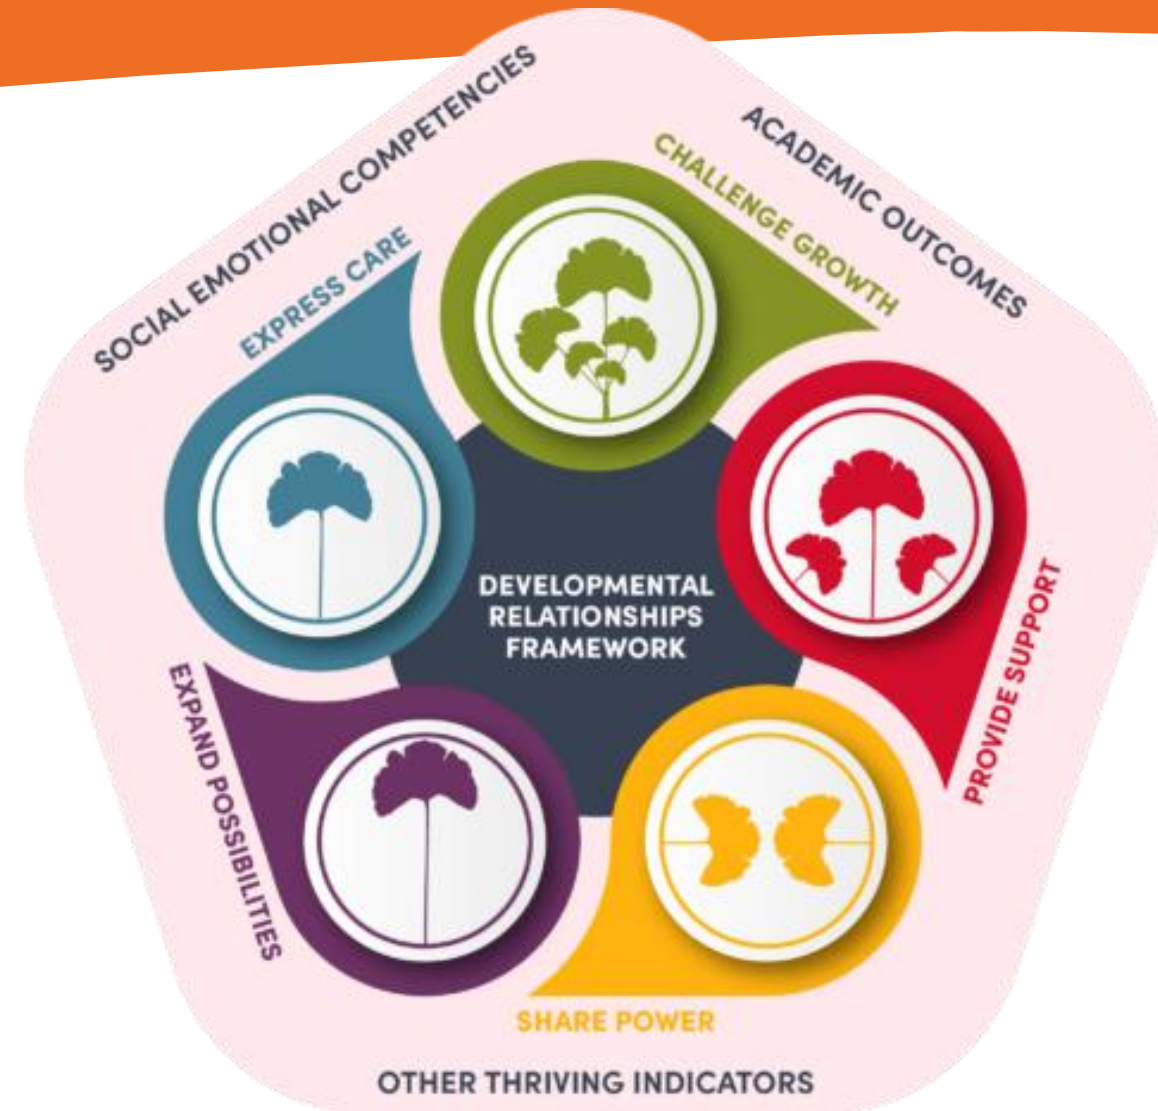 SOCIAL EMOTIONAL COMPETENCIES
ACADEMIC OUTCOMES
CHALLENGE GROWTH
EXPRESS CARE
DEVELOPMENTAL
RELATIONSHIPS
FRAMEWORK
PROVIDE SUPPORT
EXPAND POSSIBILITIES
SHARE POWER
OTHER THRIVING INDICATORS